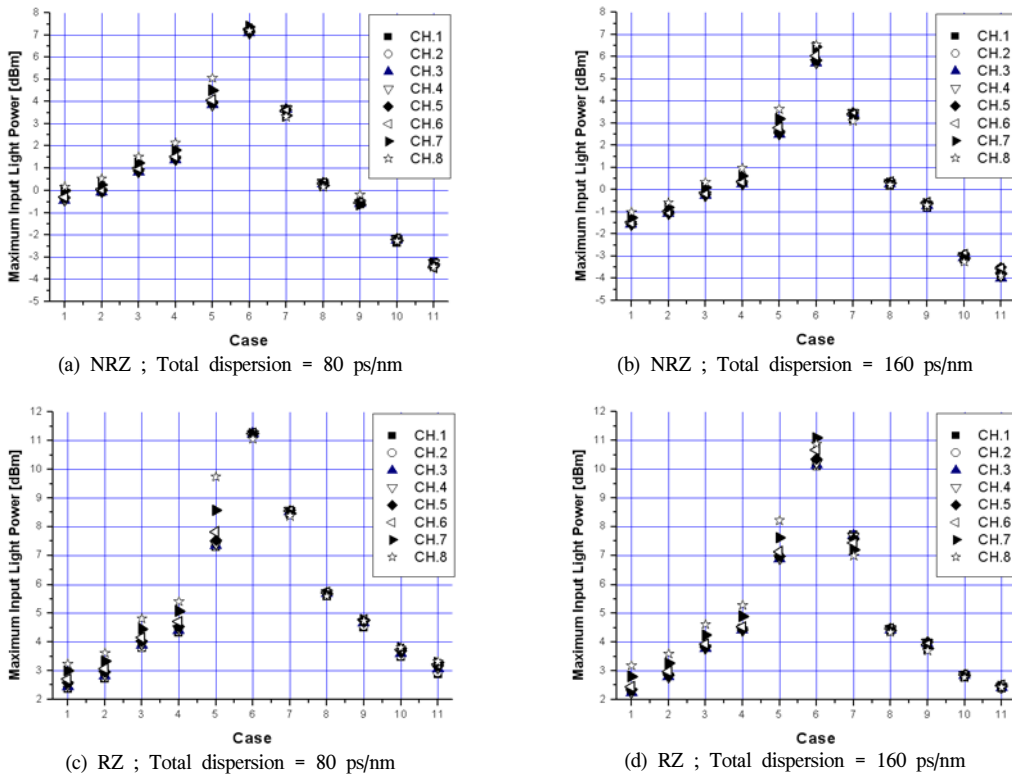 Maximum Input Light Power [dBm]
8
7
6
5
4
3
2
1
0
-1
-2
-3
-4
-5
1 2 3 4 5 6 7 8 9 10 11
Case
CH.1
CH.2
CH.3
CH.4
CH.5
CH.6
CH.7
CH.8
(a) NRZ ; Total dispersion = 80 ps/nm
Maximum Input Light Power [dBm]
8
7
6
5
4
3
2
1
0
-1
-2
-3
-4
-5
1 2 3 4 5 6 7 8 9 10 11
Case
CH.1
CH.2
CH.3
CH.4
CH.5
CH.6
CH.7
CH.8
(b) NRZ ; Total dispersion = 160 ps/nm
Maximum Input Light Power [dBm]
12
11
10
9
8
7
6
5
4
3
2
1 2 3 4 5 6 7 8 9 10 11
Case
CH.1
CH.2
CH.3
CH.4
CH.5
CH.6
CH.7
CH.8
(c) RZ ; Total dispersion = 80 ps/nm
Maximum Input Light Power [dBm]
12
11
10
9
8
7
6
5
4
3
2
1 2 3 4 5 6 7 8 9 10 11
Case
CH.1
CH.2
CH.3
CH.4
CH.5
CH.6
CH.7
CH.8
(d) RZ ; Total dispersion = 160 ps/nm